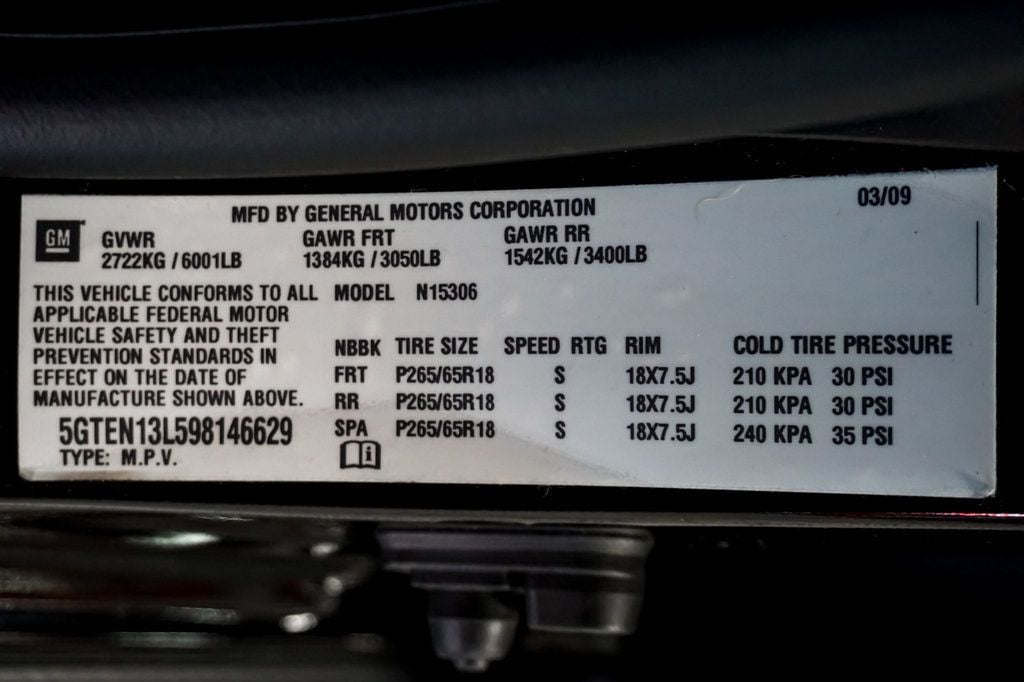 MFD BY GENERAL MOTORS CORPORATION 03/09
GM
GVWR GAWR FRT GAWR RR
2722KG / 6001LB 1384KG / 3050LB 1542KG / 3400LB
THIS VEHICLE CONFORMS TO ALL
APPLICABLE FEDERAL MOTOR
VEHICLE SAFETY AND THEFT
PREVENTION STANDARDS IN
EFFECT ON THE DATE OF
MANUFACTURE SHOWN ABOVE.
5GTEN13L598146629
TYPE: M.P.V.
MODEL N15306
NBBK TIRE SIZE SPEED RTG RIM COLD TIRE PRESSURE
FRT P265/65R18 S 18X7.5J 210 KPA 30 PSI
RR P265/65R18 S 18X7.5J 210 KPA 30 PSI
SPA P265/65R18 S 18X7.5J 240 KPA 35 PSI
i